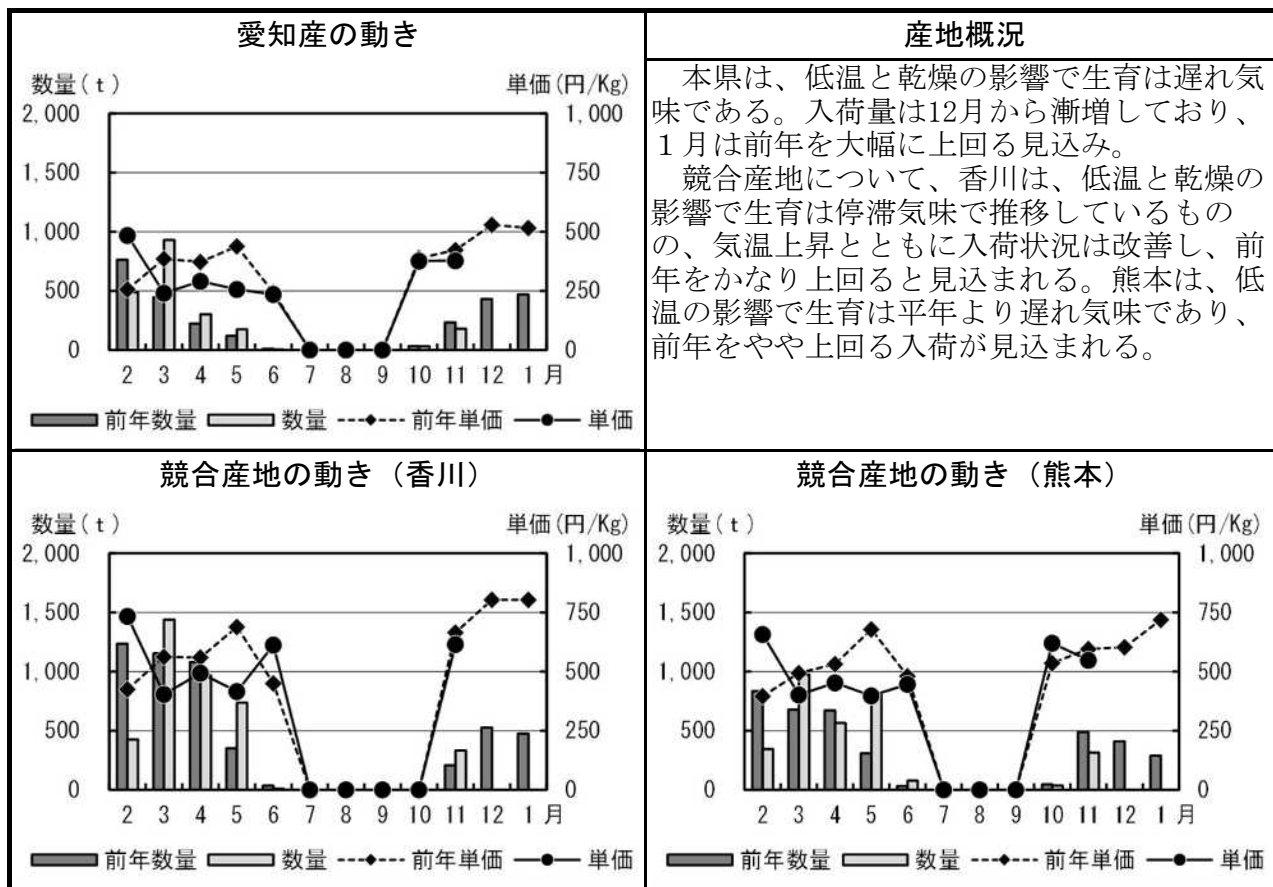 愛知産の動き
数量(ｔ)
単価(円/Kg)
2,000
1,500
1,000
500
0
1,000
750
500
250
0
2 3 4 5 6 7 8 9 10 11 12 1 月
前年数量 数量 前年単価 単価
産地概況
　本県は、低温と乾燥の影響で生育は遅れ気
味である。入荷量は12月から漸増しており、
１月は前年を大幅に上回る見込み。
　競合産地について、香川は、低温と乾燥の
影響で生育は停滞気味で推移しているもの
の、気温上昇とともに入荷状況は改善し、前
年をかなり上回ると見込まれる。熊本は、低
温の影響で生育は平年より遅れ気味であり、
前年をやや上回る入荷が見込まれる。
競合産地の動き（香川）
数量(ｔ)
単価(円/Kg)
2,000
1,500
1,000
500
0
1,000
750
500
250
0
2 3 4 5 6 7 8 9 10 11 12 1 月
前年数量 数量 前年単価 単価
競合産地の動き（熊本）
数量(ｔ)
単価(円/Kg)
2,000
1,500
1,000
500
0
1,000
750
500
250
0
2 3 4 5 6 7 8 9 10 11 12 1 月
前年数量 数量 前年単価 単価